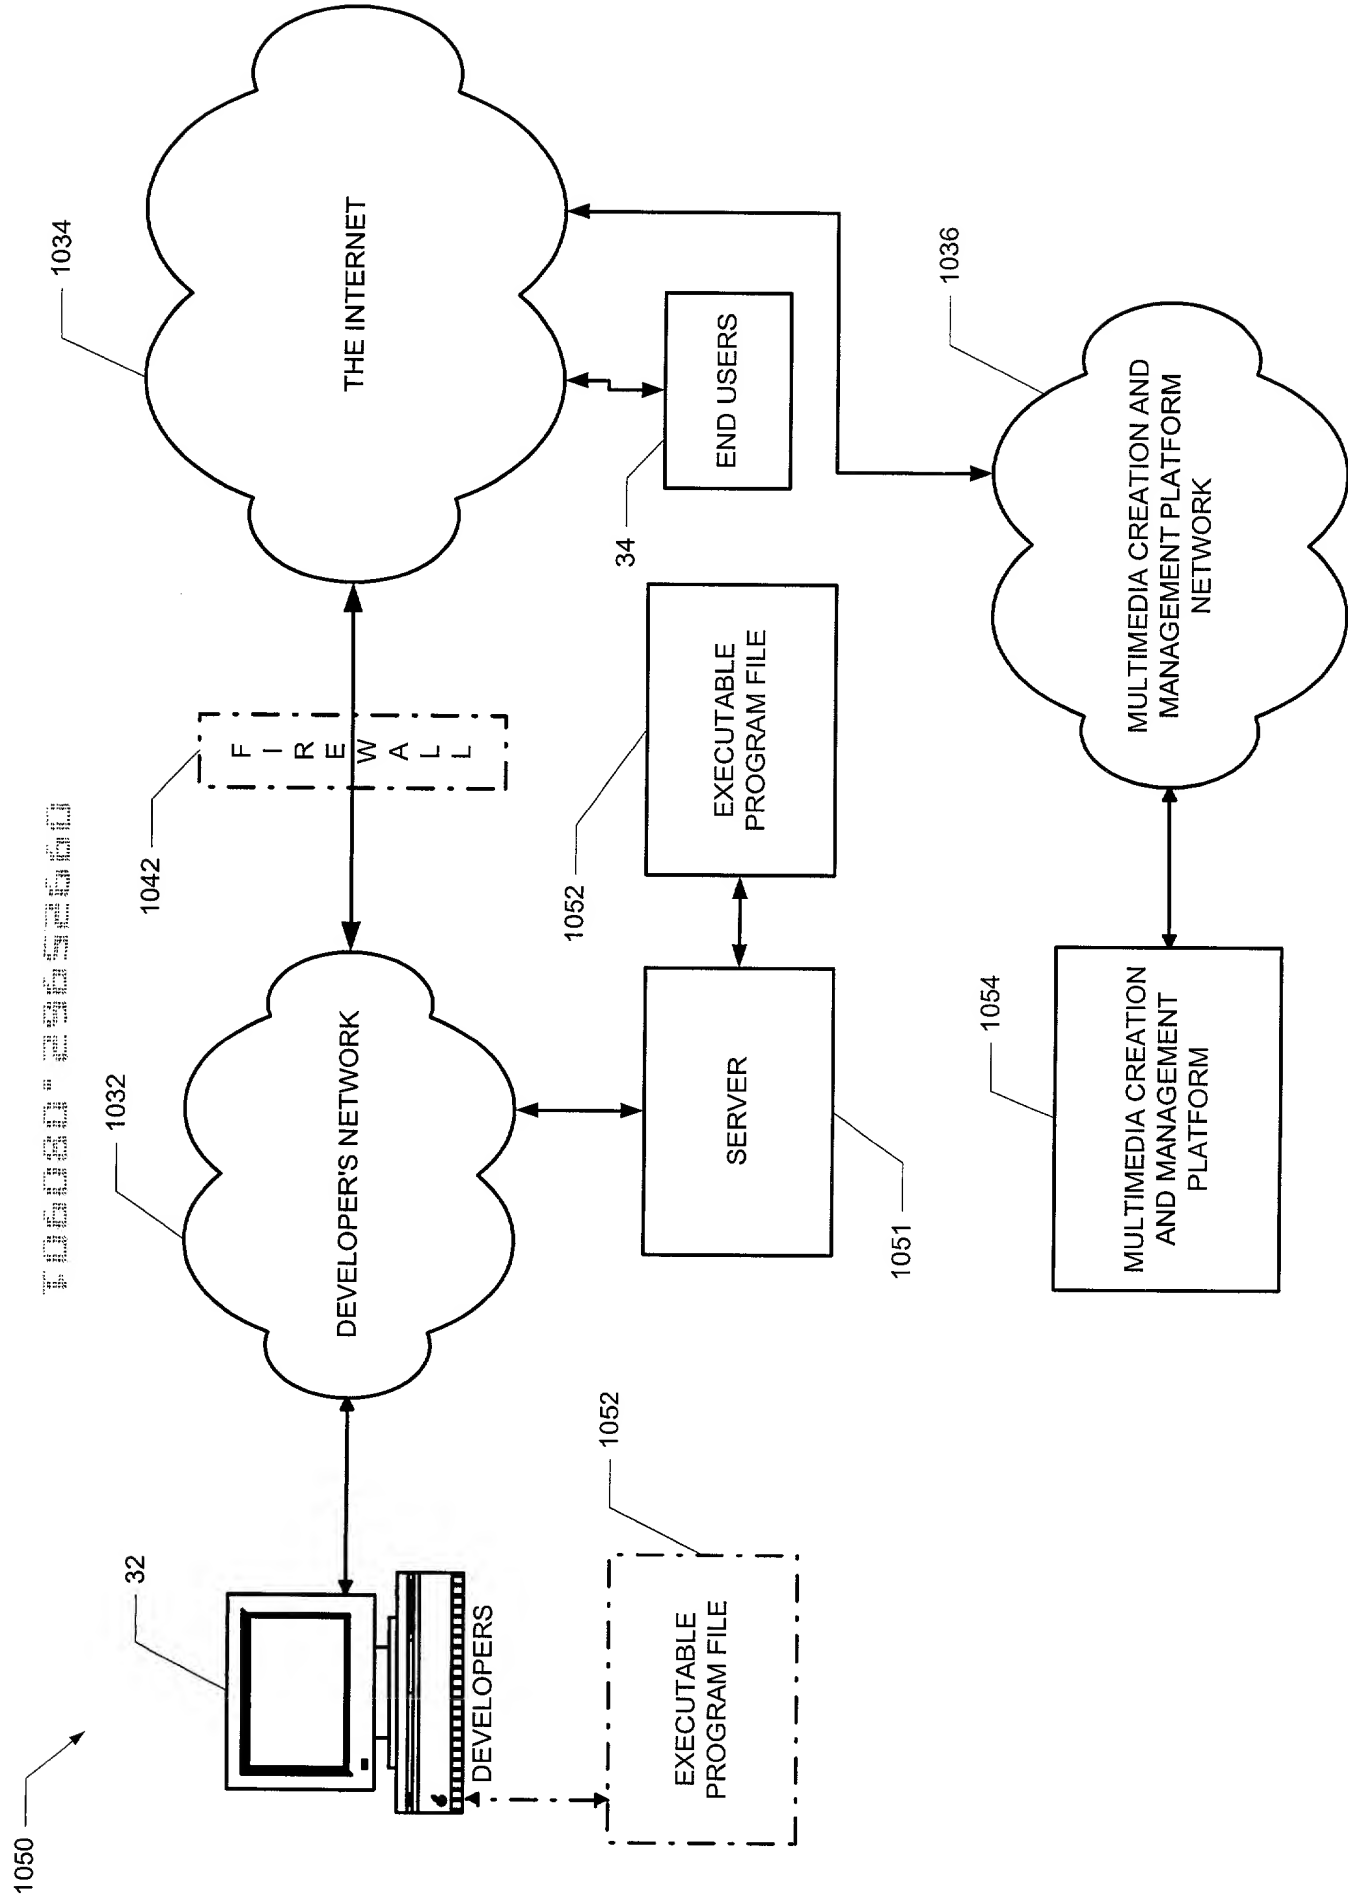 1050
32
DEVELOPERS
EXECUTABLE
PROGRAM FILE
1052
1032
DEVELOPER'S NETWORK
1042
F
I
R
E
W
A
L
L
1034
THE INTERNET
SERVER
1051
EXECUTABLE
PROGRAM FILE
1052
END USERS
34
MULTIMEDIA CREATION
AND MANAGEMENT
PLATFORM
1054
MULTIMEDIA CREATION AND
MANAGEMENT PLATFORM
NETWORK
1036